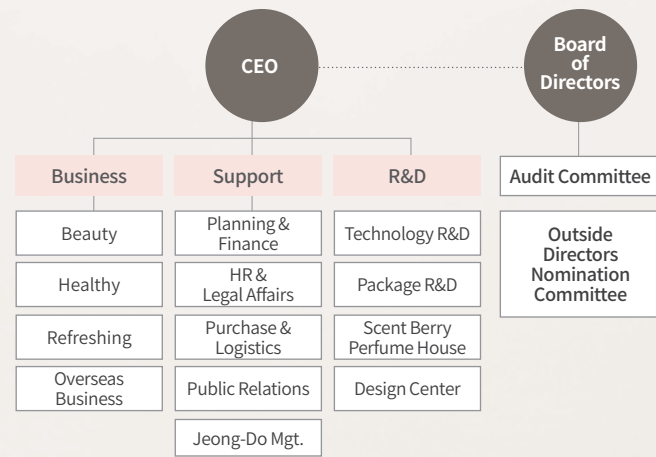 CEO
Board
of
Directors
Business
Support
R&D
Audit Committee
Beauty
Planning &
Finance
Technology R&D
Outside
Directors
Nomination
Committee
Healthy
HR &
Legal Affairs
Package R&D
Refreshing
Purchase &
Logistics
Scent Berry
Perfume House
Overseas
Business
Public Relations
Design Center
Jeong-Do Mgt.